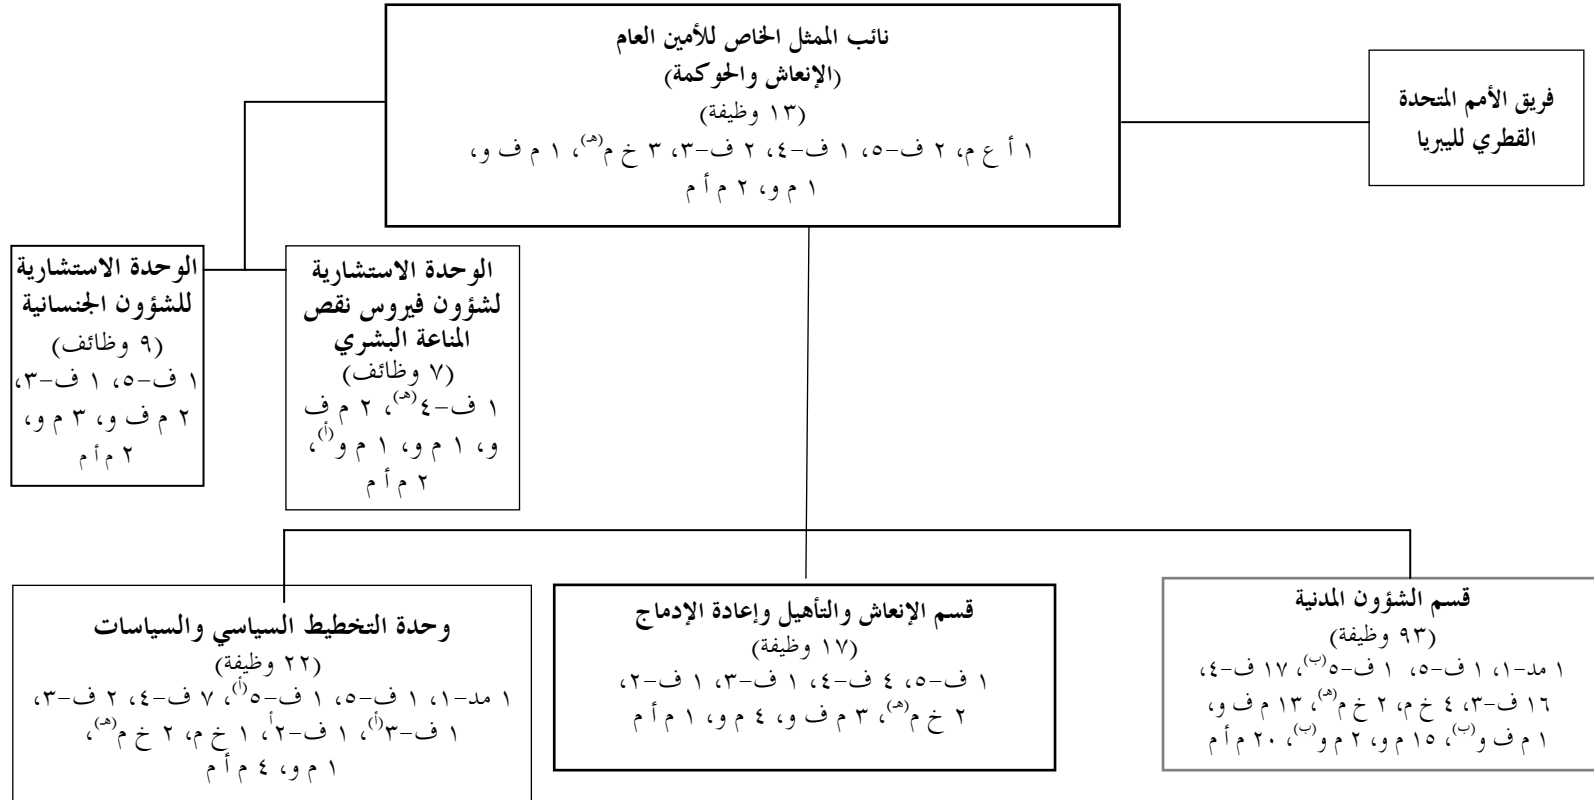 نائب الممثل الخاص للأمين العام
(الإنعاش والحوكمة)
(١٣ وظيفة)
١ أ ع م، ٢ ف-٥، ١ ف-٤، ٢ ف-٣، ٣ خ م(هـ)، ١ م ف و،
١ م و، ٢ م أ م
فريق الأمم المتحدة
القطري لليبريا
الوحدة الاستشارية
لشؤون فيروس نقص
المناعة البشري
(٧ وظائف)
١ ف-٤(هـ)، ٢ م ف
و، ١ م و، ١ م و(أ)،
٢ م أ م
الوحدة الاستشارية
للشؤون الجنسانية
(٩ وظائف)
١ ف-٥، ١ ف-٣،
٢ م ف و، ٣ م و،
٢ م أ م
قسم الشؤون المدنية
(٩٣ وظيفة)
١ مد-١، ١ ف-٥، ١ ف-٥(ب)، ١٧ ف-٤،
١٦ ف-٣، ٤ خ م، ٢ خ م(هـ)، ١٣ م ف و،
١ م ف و(ب)، ١٥ م و، ٢ م و(ب)، ٢٠ م أ م
قسم الإنعاش والتأهيل وإعادة الإدماج
(١٧ وظيفة)
١ ف-٥، ٤ ف-٤، ١ ف-٣، ١ ف-٢،
٢ خ م(هـ)، ٣ م ف و، ٤ م و، ١ م أ م
وحدة التخطيط السياسي والسياسات
(٢٢ وظيفة)
١ مد-١، ١ ف-٥، ١ ف-٥(أ)، ٧ ف-٤، ٢ ف-٣،
١ ف-٣(أ)، ١ ف-٢أ، ١ خ م، ٢ خ م(هـ)،
١ م و، ٤ م أ م